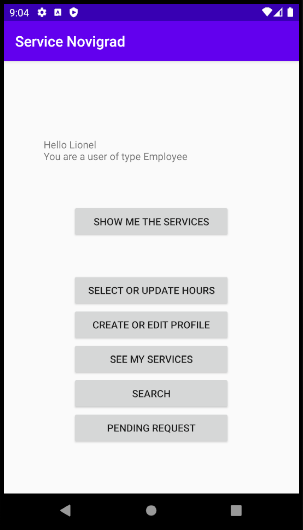 9:04
Service Novigrad
Hello Lionel
You are a user of type Employee
SHOW ME THE SERVICES
SELECT OR UPDATE HOURS
CREATE OR EDIT PROFILE
SEE MY SERVICES
SEARCH
PENDING REQUEST